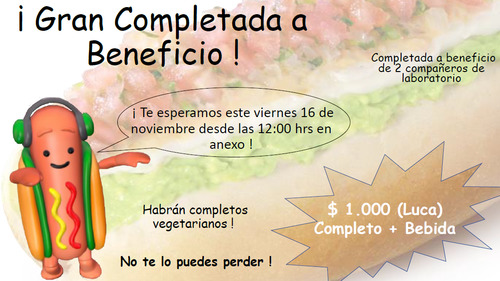 ¡ Gran Completada a
Beneficio !
Completada a beneficio
de 2 compañeros de
laboratorio
¡ Te esperamos este viernes 16 de
noviembre desde las 12:00 hrs en
anexo !
Habrán completos
vegetarianos !
$ 1.000 (Luca)
Completo + Bebida
No te lo puedes perder !